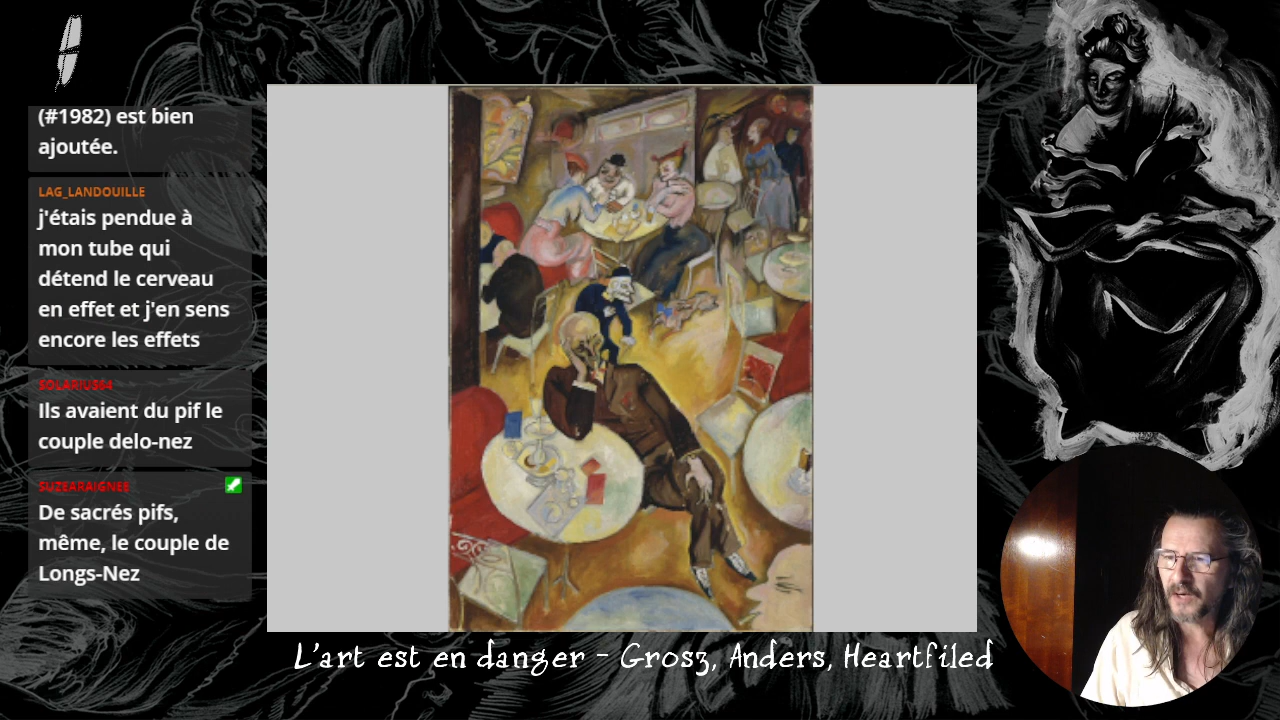 (#1982) est bien
ajoutée.
LAG_LANDOUILLE
j'étais pendue à
mon tube qui
détend le cerveau
en effet et j'en sens
encore les effets
SOLARIUS64
Ils avaient du pif le
couple delo-nez
SUZEARAIGNEE
De sacrés pifs,
même, le couple de
Longs-Nez
L'art est en danger - Grosz, Anders, Heartfiled